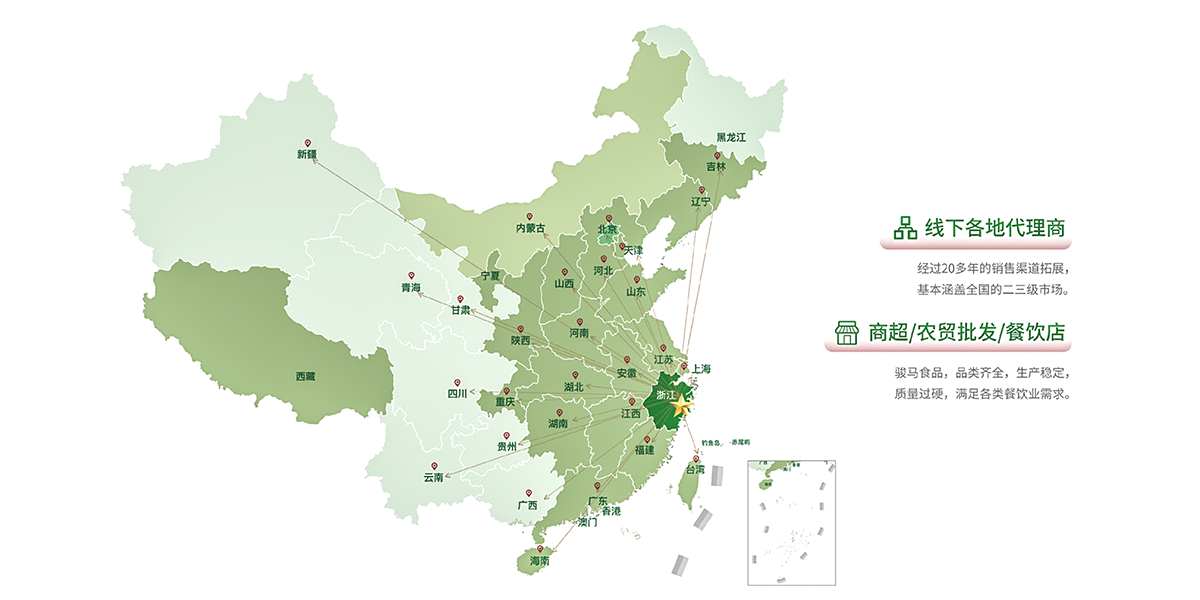 黑龙江
吉林
新疆
辽宁
内蒙古
北京
天津
宁夏
河北
青海
山西
山东
甘肃
陕西
河南
江苏
安徽
上海
西藏
湖北
四川
浙江
重庆
江西
湖南
贵州
福建
钓鱼岛
赤尾屿
台湾
云南
广西
广东
香港
澳门
海南
线下各地代理商
经过20多年的销售渠道拓展，
基本涵盖全国的二三级市场。
商超/农贸批发/餐饮店
骏马食品，品类齐全，生产稳定，
质量过硬，满足各类餐饮业需求。